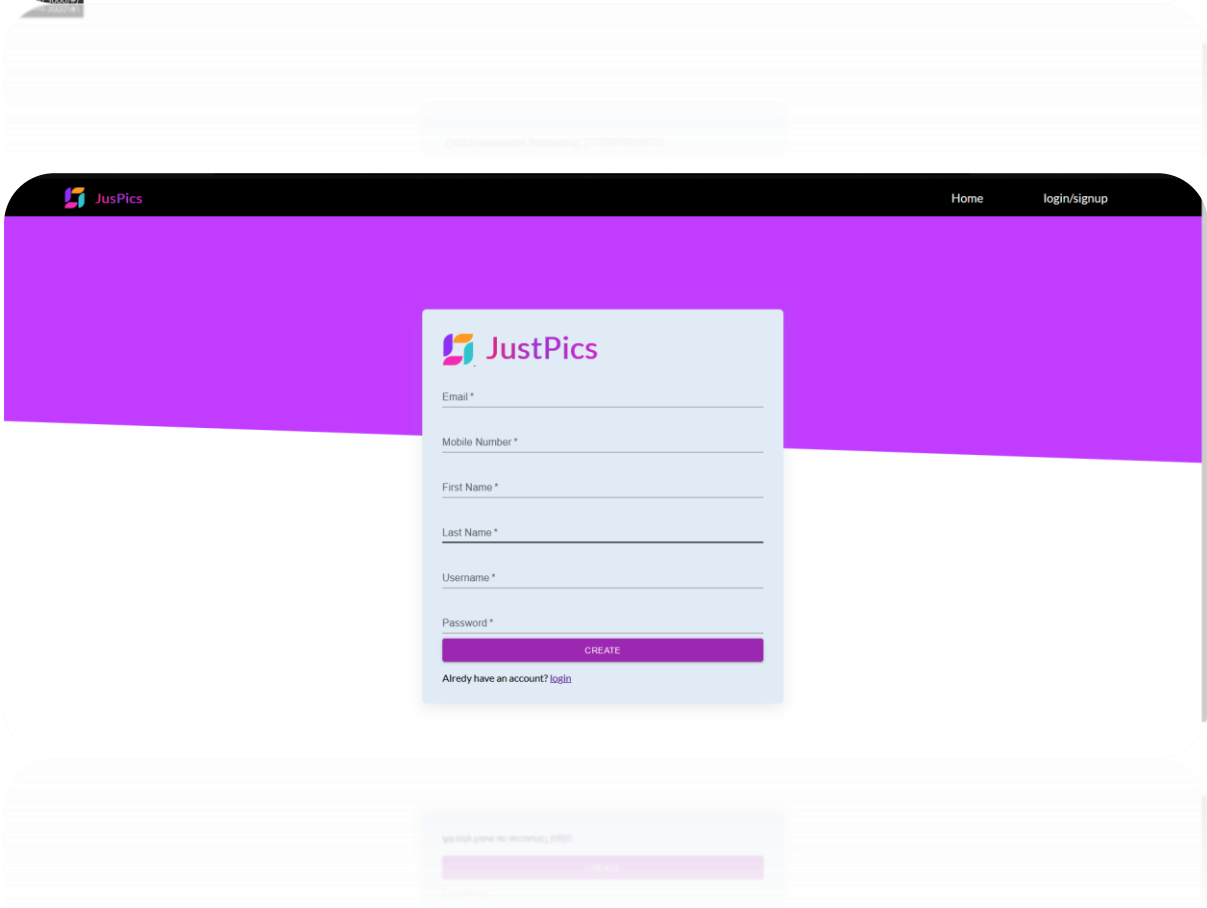 JusPics
Home login/signup
JustPics
Email *
Mobile Number *
First Name *
Last Name *
Username *
Password *
CREATE
Alredy have an account? login